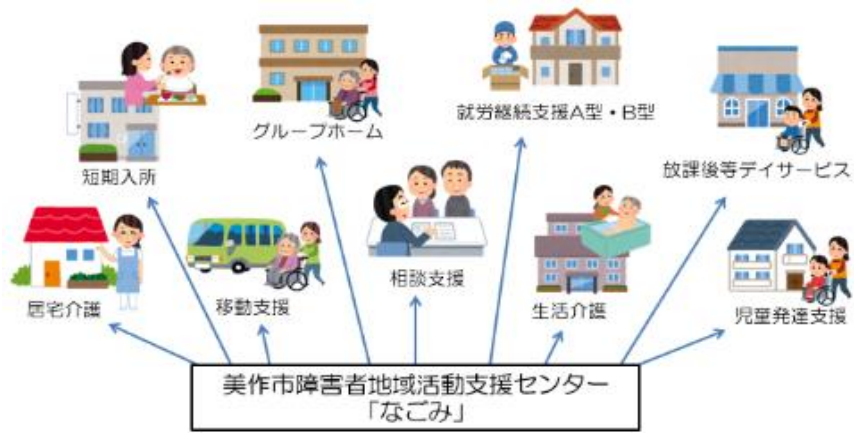 グループホーム
就労継続支援A型・B型
短期入所
放課後等デイサービス
居宅介護
移動支援
相談支援
生活介護
児童発達支援
美作市障害者地域活動支援センター
「なごみ」